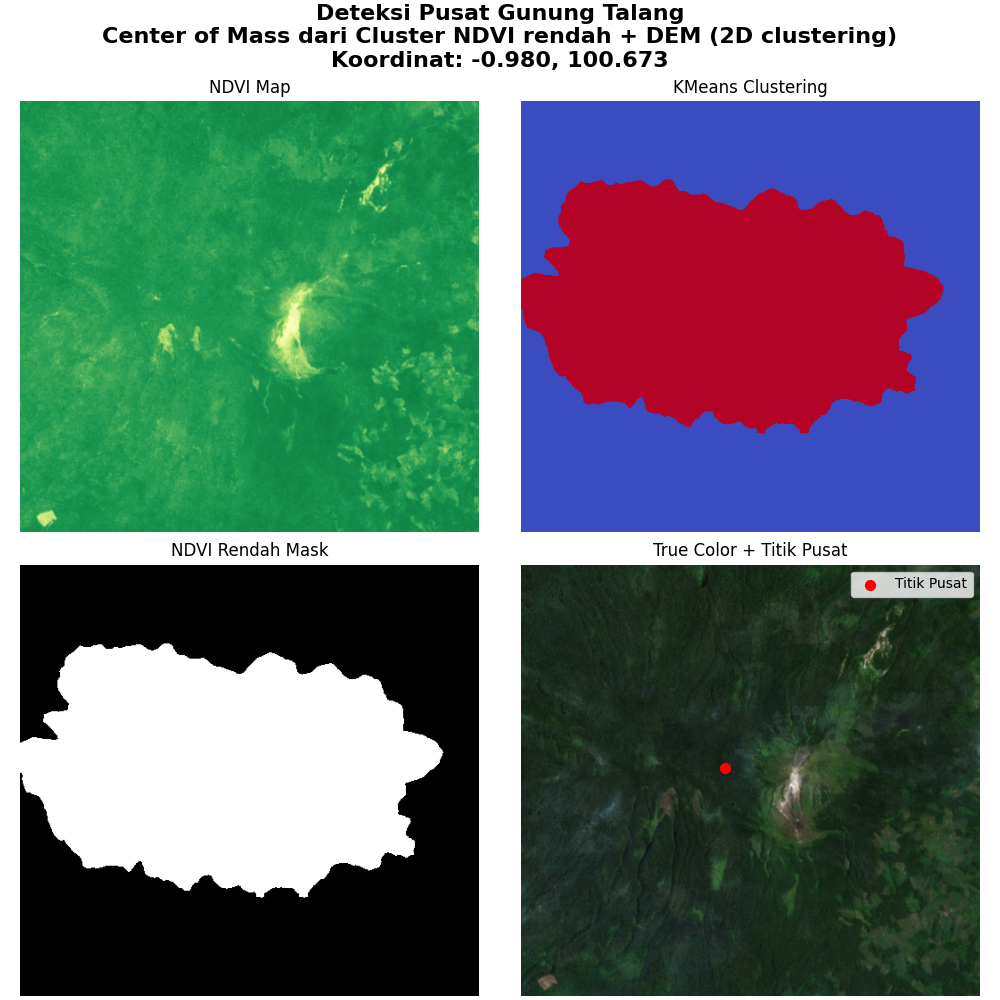 Deteksi Pusat Gunung Talang
Center of Mass dari Cluster NDVI rendah + DEM (2D clustering)
Koordinat: -0.980, 100.673
NDVI Map
KMeans Clustering
NDVI Rendah Mask
True Color + Titik Pusat
Titik Pusat